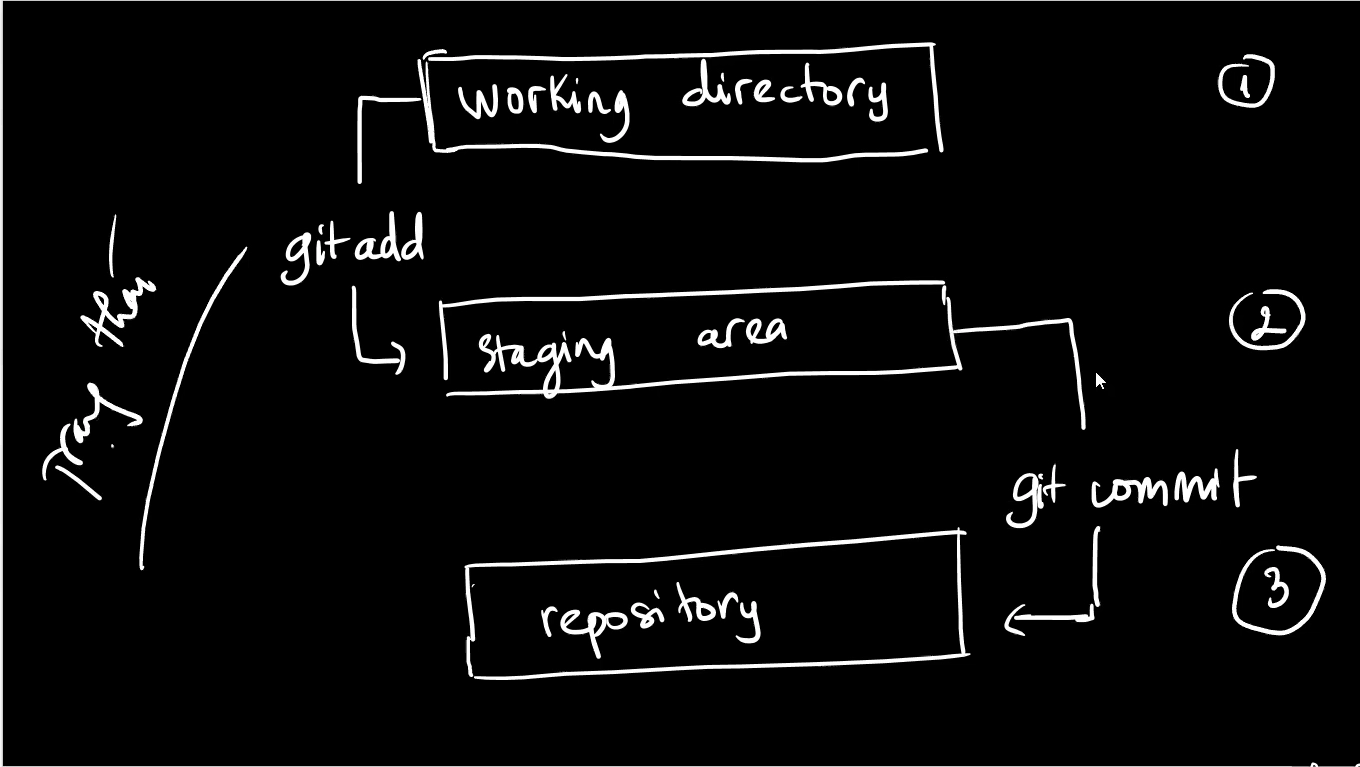 working directory
1
git add
staging area
2
git commit
repository
3